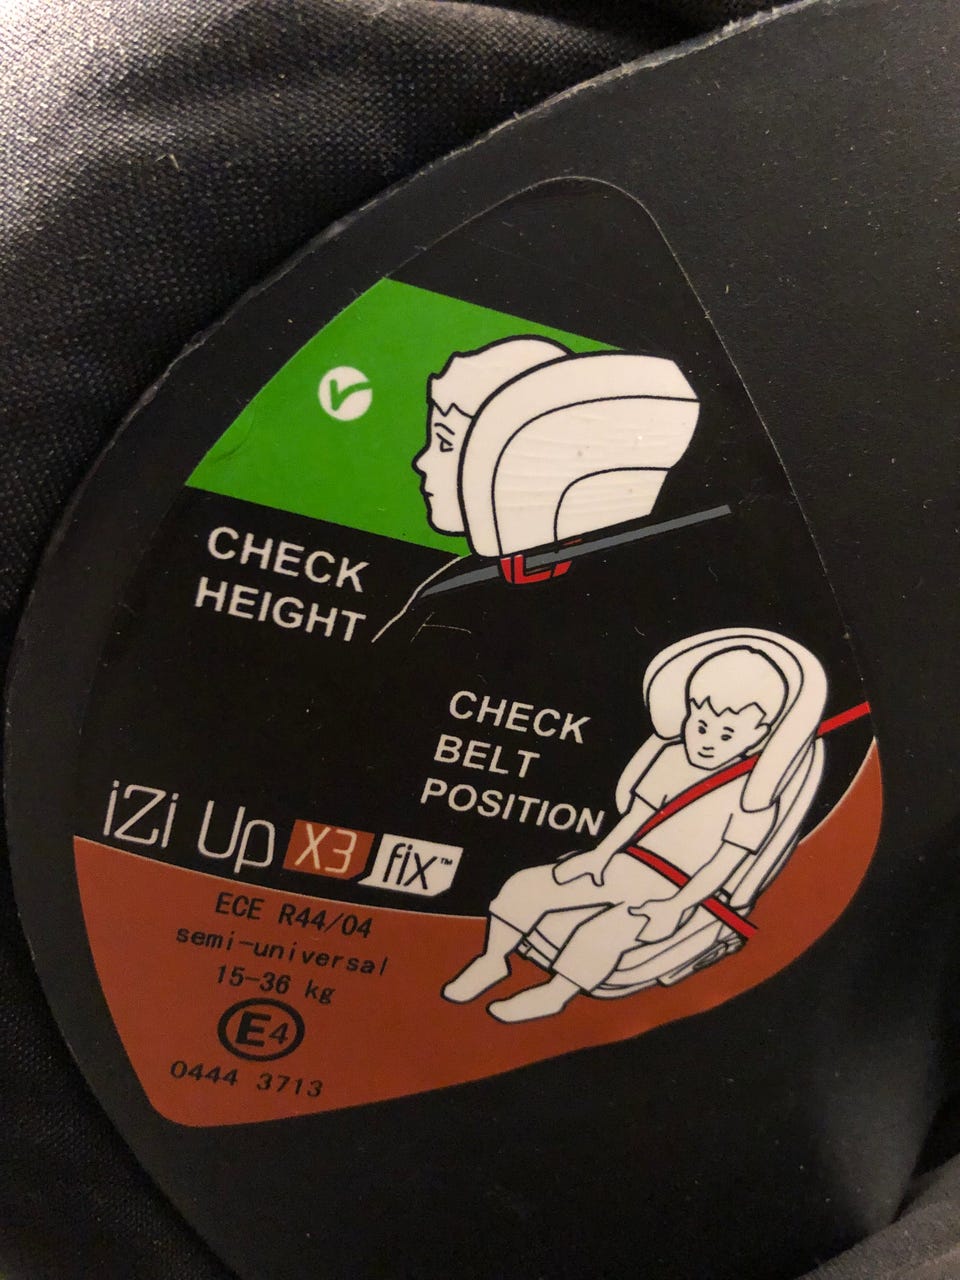 CHECK
HEIGHT
CHECK
BELT
POSITION
iZi Up X3 fix™
ECE R44/04
semi-universal
15-36 kg
E4
0444 3713